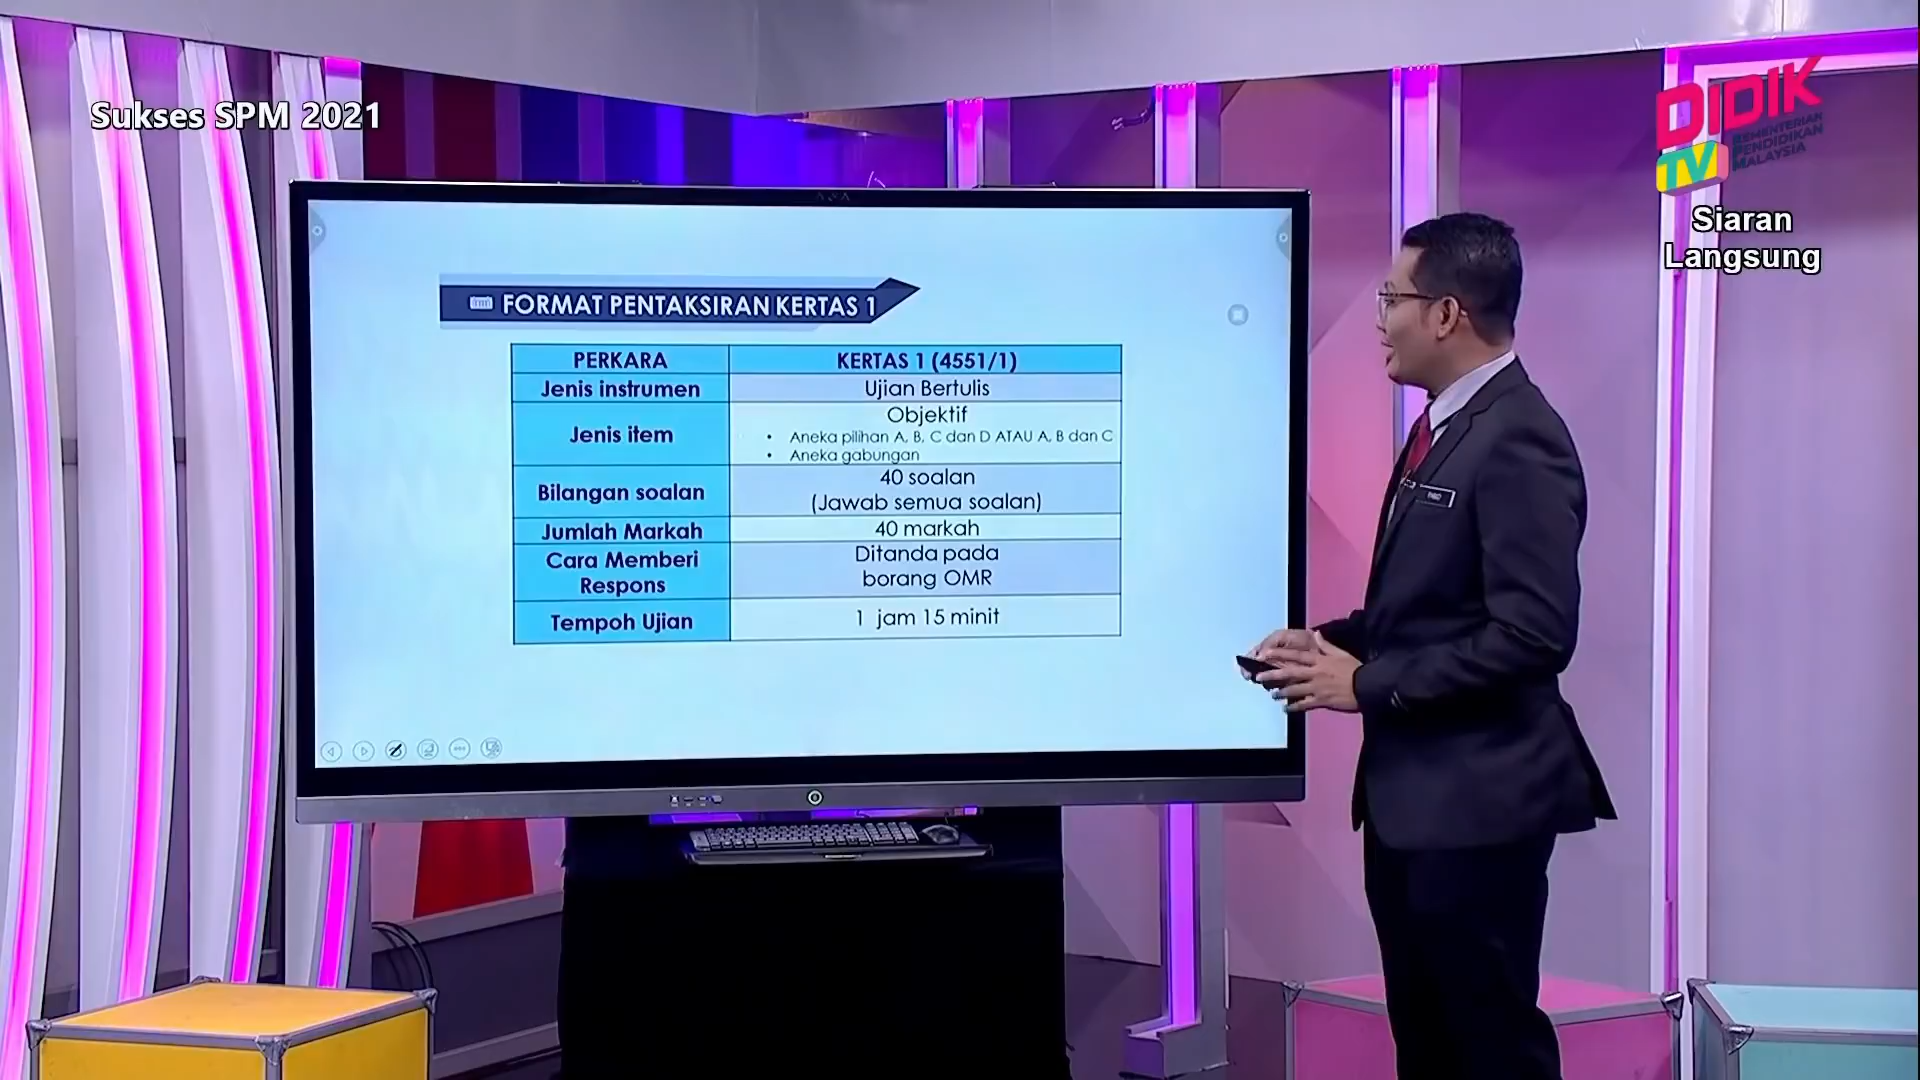 Sukses SPM 2021
DIDIK
TV
KEMENTERIAN
PENDIDIKAN
MALAYSIA
Siaran
Langsung
FORMAT PENTAKSIRAN KERTAS 1
PERKARA
KERTAS 1 (4551/1)
Jenis instrumen
Ujian Bertulis
Jenis item
Objektif
• Aneka pilihan A, B, C dan D ATAU A, B dan C
• Aneka gabungan
Bilangan soalan
40 soalan
(Jawab semua soalan)
Jumlah Markah
40 markah
Cara Memberi
Respons
Ditanda pada
borang OMR
Tempoh Ujian
1 jam 15 minit